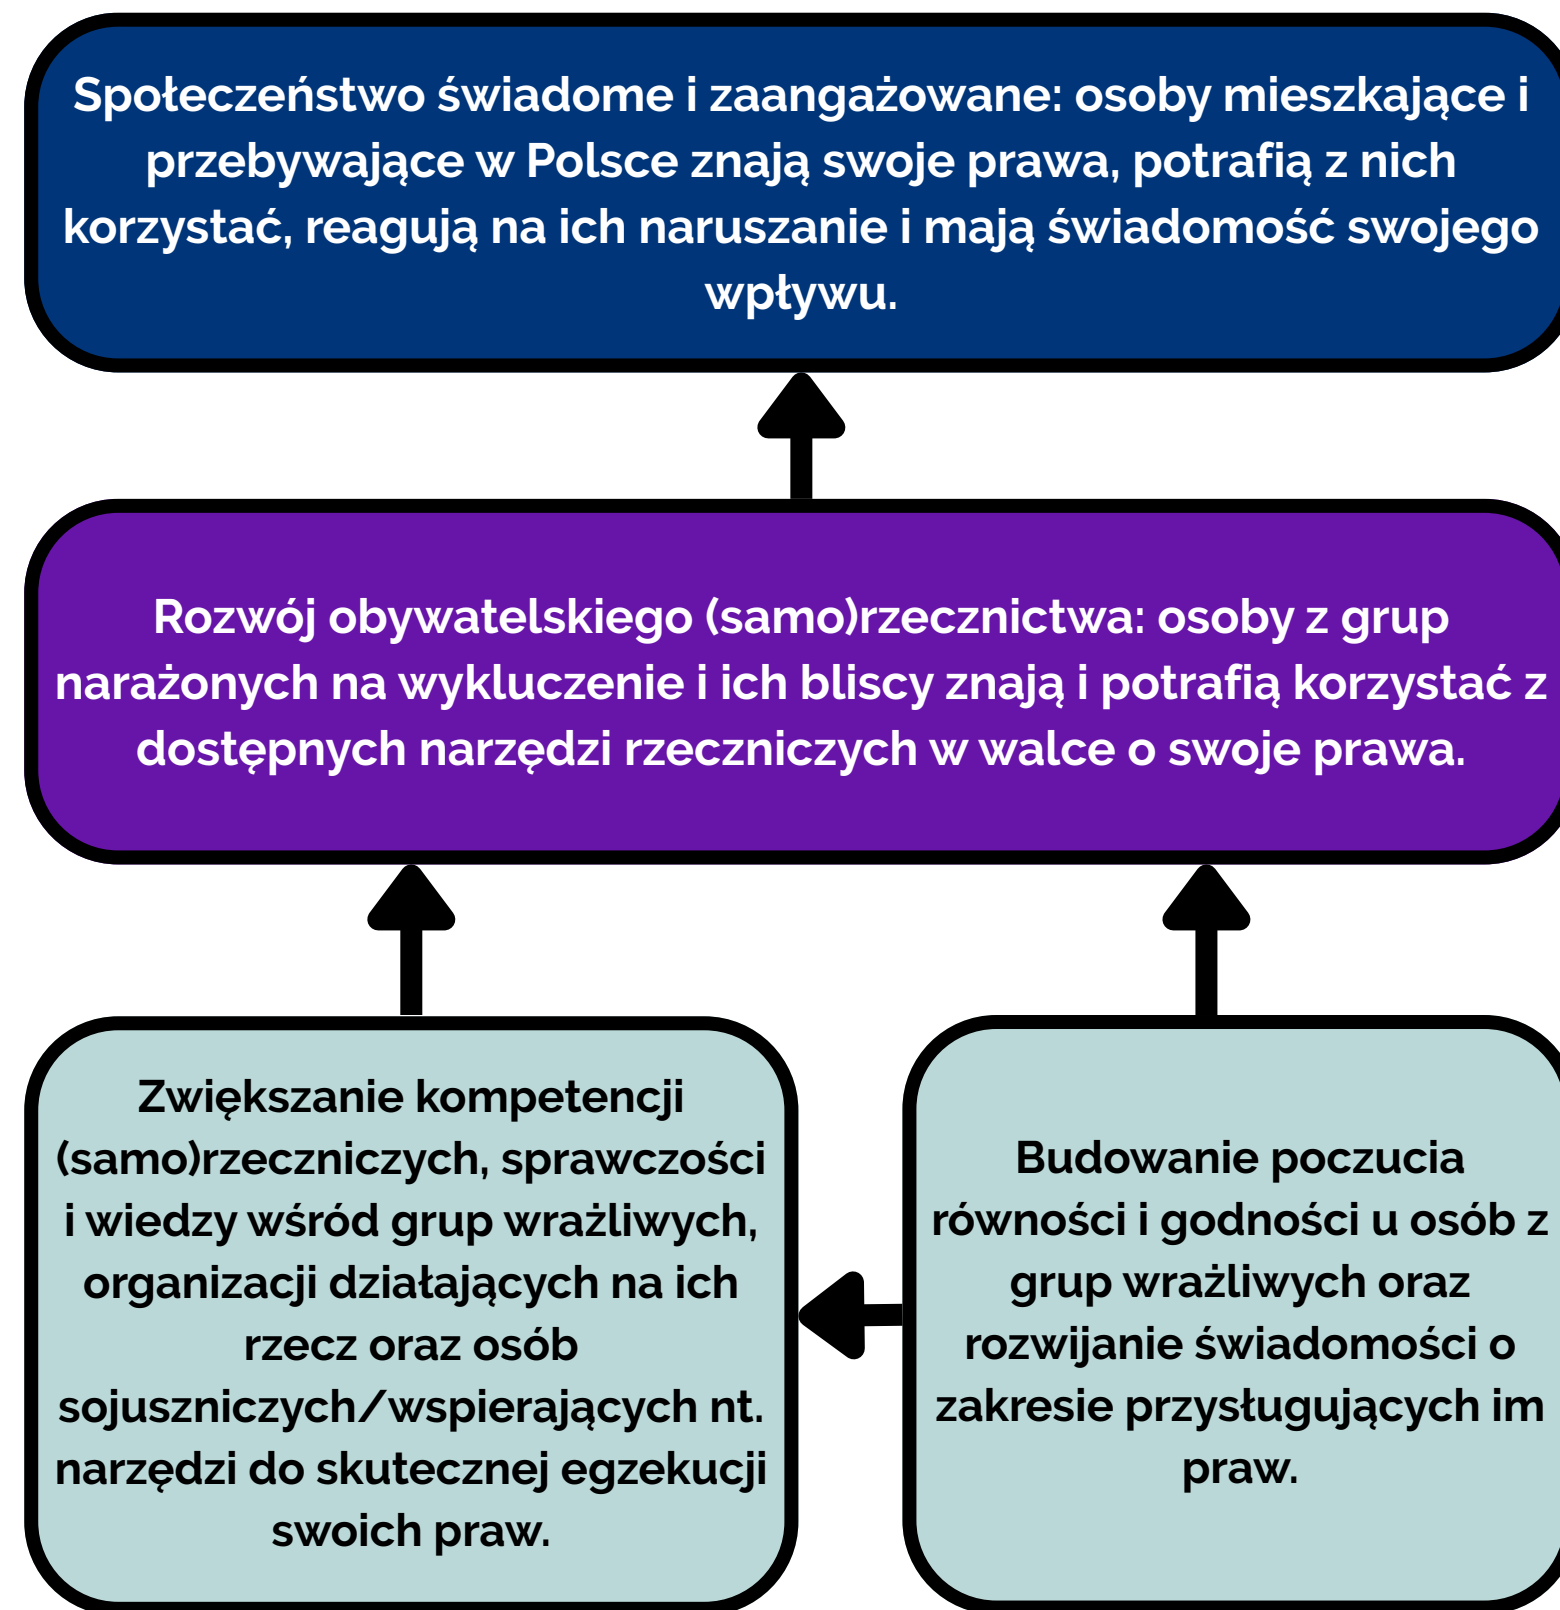 Społeczeństwo świadome i zaangażowane: osoby mieszkające i
przebywające w Polsce znają swoje prawa, potrafią z nich
korzystać, reagują na ich naruszanie i mają świadomość swojego
wpływu.
Rozwój obywatelskiego (samo)rzecznictwa: osoby z grup
narażonych na wykluczenie i ich bliscy znają i potrafią korzystać z
dostępnych narzędzi rzeczniczych w walce o swoje prawa.
Zwiększanie kompetencji
(samo)rzeczniczych, sprawczości
i wiedzy wśród grup wrażliwych,
organizacji działających na ich
rzecz oraz osób
sojuszniczych/wspierających nt.
narzędzi do skutecznej egzekucji
swoich praw.
Budowanie poczucia
równości i godności u osób z
grup wrażliwych oraz
rozwijanie świadomości o
zakresie przysługujących im
praw.